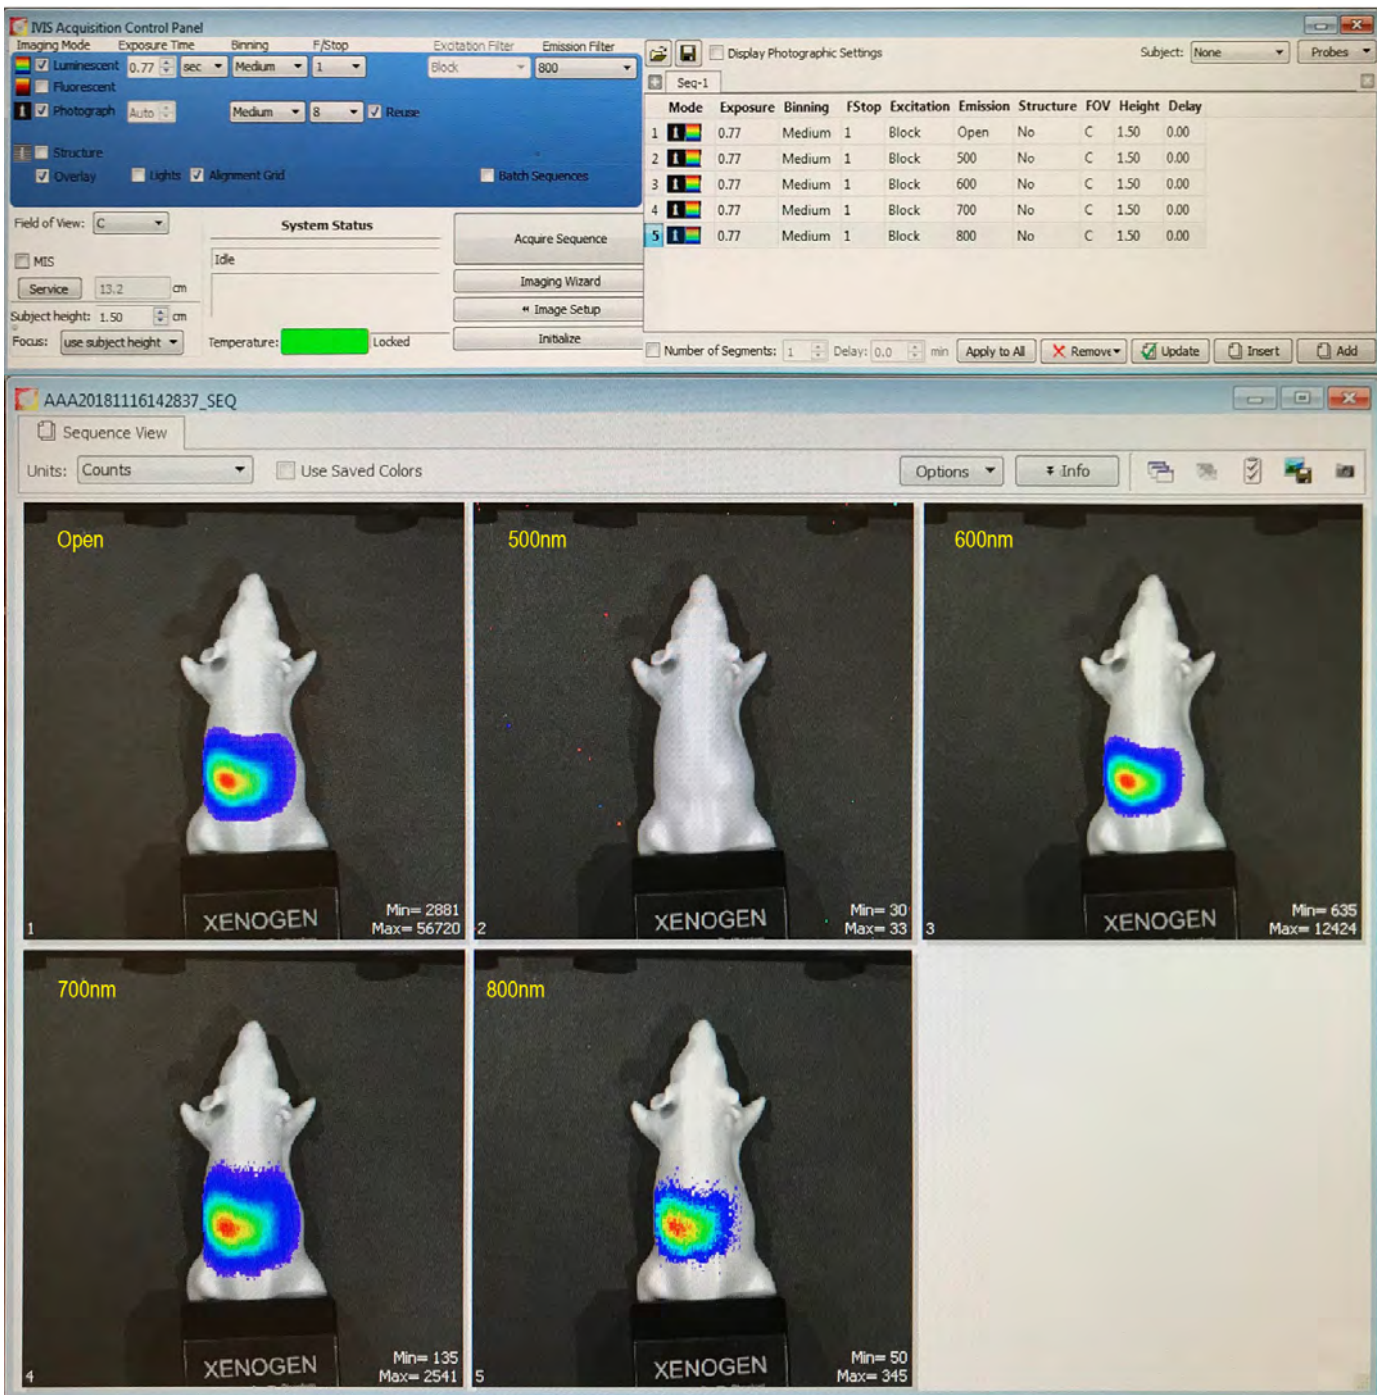 IVIS Acquisition Control Panel
Imaging Mode Exposure Time Binning F/Stop Excitation Filter Emission Filter
Luminescent 0.77 sec Medium 1 Block 800
Fluorescent
Photograph Auto Medium 8 Reuse
Structure
Overlay Lights Alignment Grid Batch Sequences
Field of View: C
System Status
Idle
MIS
Service 13.2 cm
Subject height: 1.50 cm
Focus: use subject height
Temperature: Locked
Acquire Sequence
Imaging Wizard
Image Setup
Initialize
Display Photographic Settings Subject: None Probes
Seq-1
Mode Exposure Binning FStop Excitation Emission Structure FOV Height Delay
1 0.77 Medium 1 Block Open No C 1.50 0.00
2 0.77 Medium 1 Block 500 No C 1.50 0.00
3 0.77 Medium 1 Block 600 No C 1.50 0.00
4 0.77 Medium 1 Block 700 No C 1.50 0.00
5 0.77 Medium 1 Block 800 No C 1.50 0.00
Number of Segments: 1 Delay: 0.0 min Apply to All Remove Update Insert Add
AAA20181116142837_SEQ
Sequence View
Units: Counts Use Saved Colors Options Info
Open
XENOGEN
Min= 2881
Max= 56720
1
500nm
XENOGEN
Min= 30
Max= 33
2
600nm
XENOGEN
Min= 635
Max= 12424
3
700nm
XENOGEN
Min= 135
Max= 2541
4
800nm
XENOGEN
Min= 50
Max= 345
5